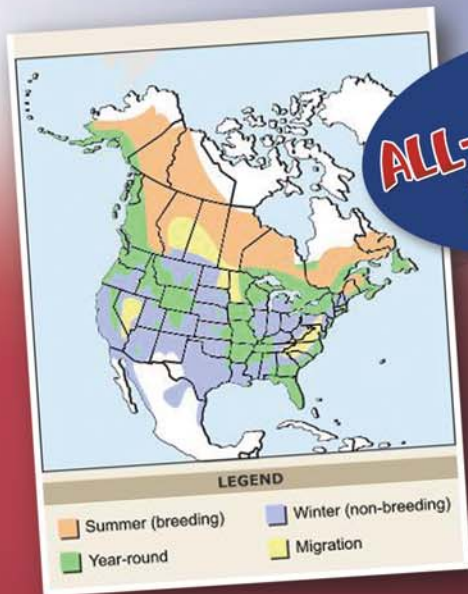 ALL-
LEGEND
Summer (breeding)
Winter (non-breeding)
Year-round
Migration